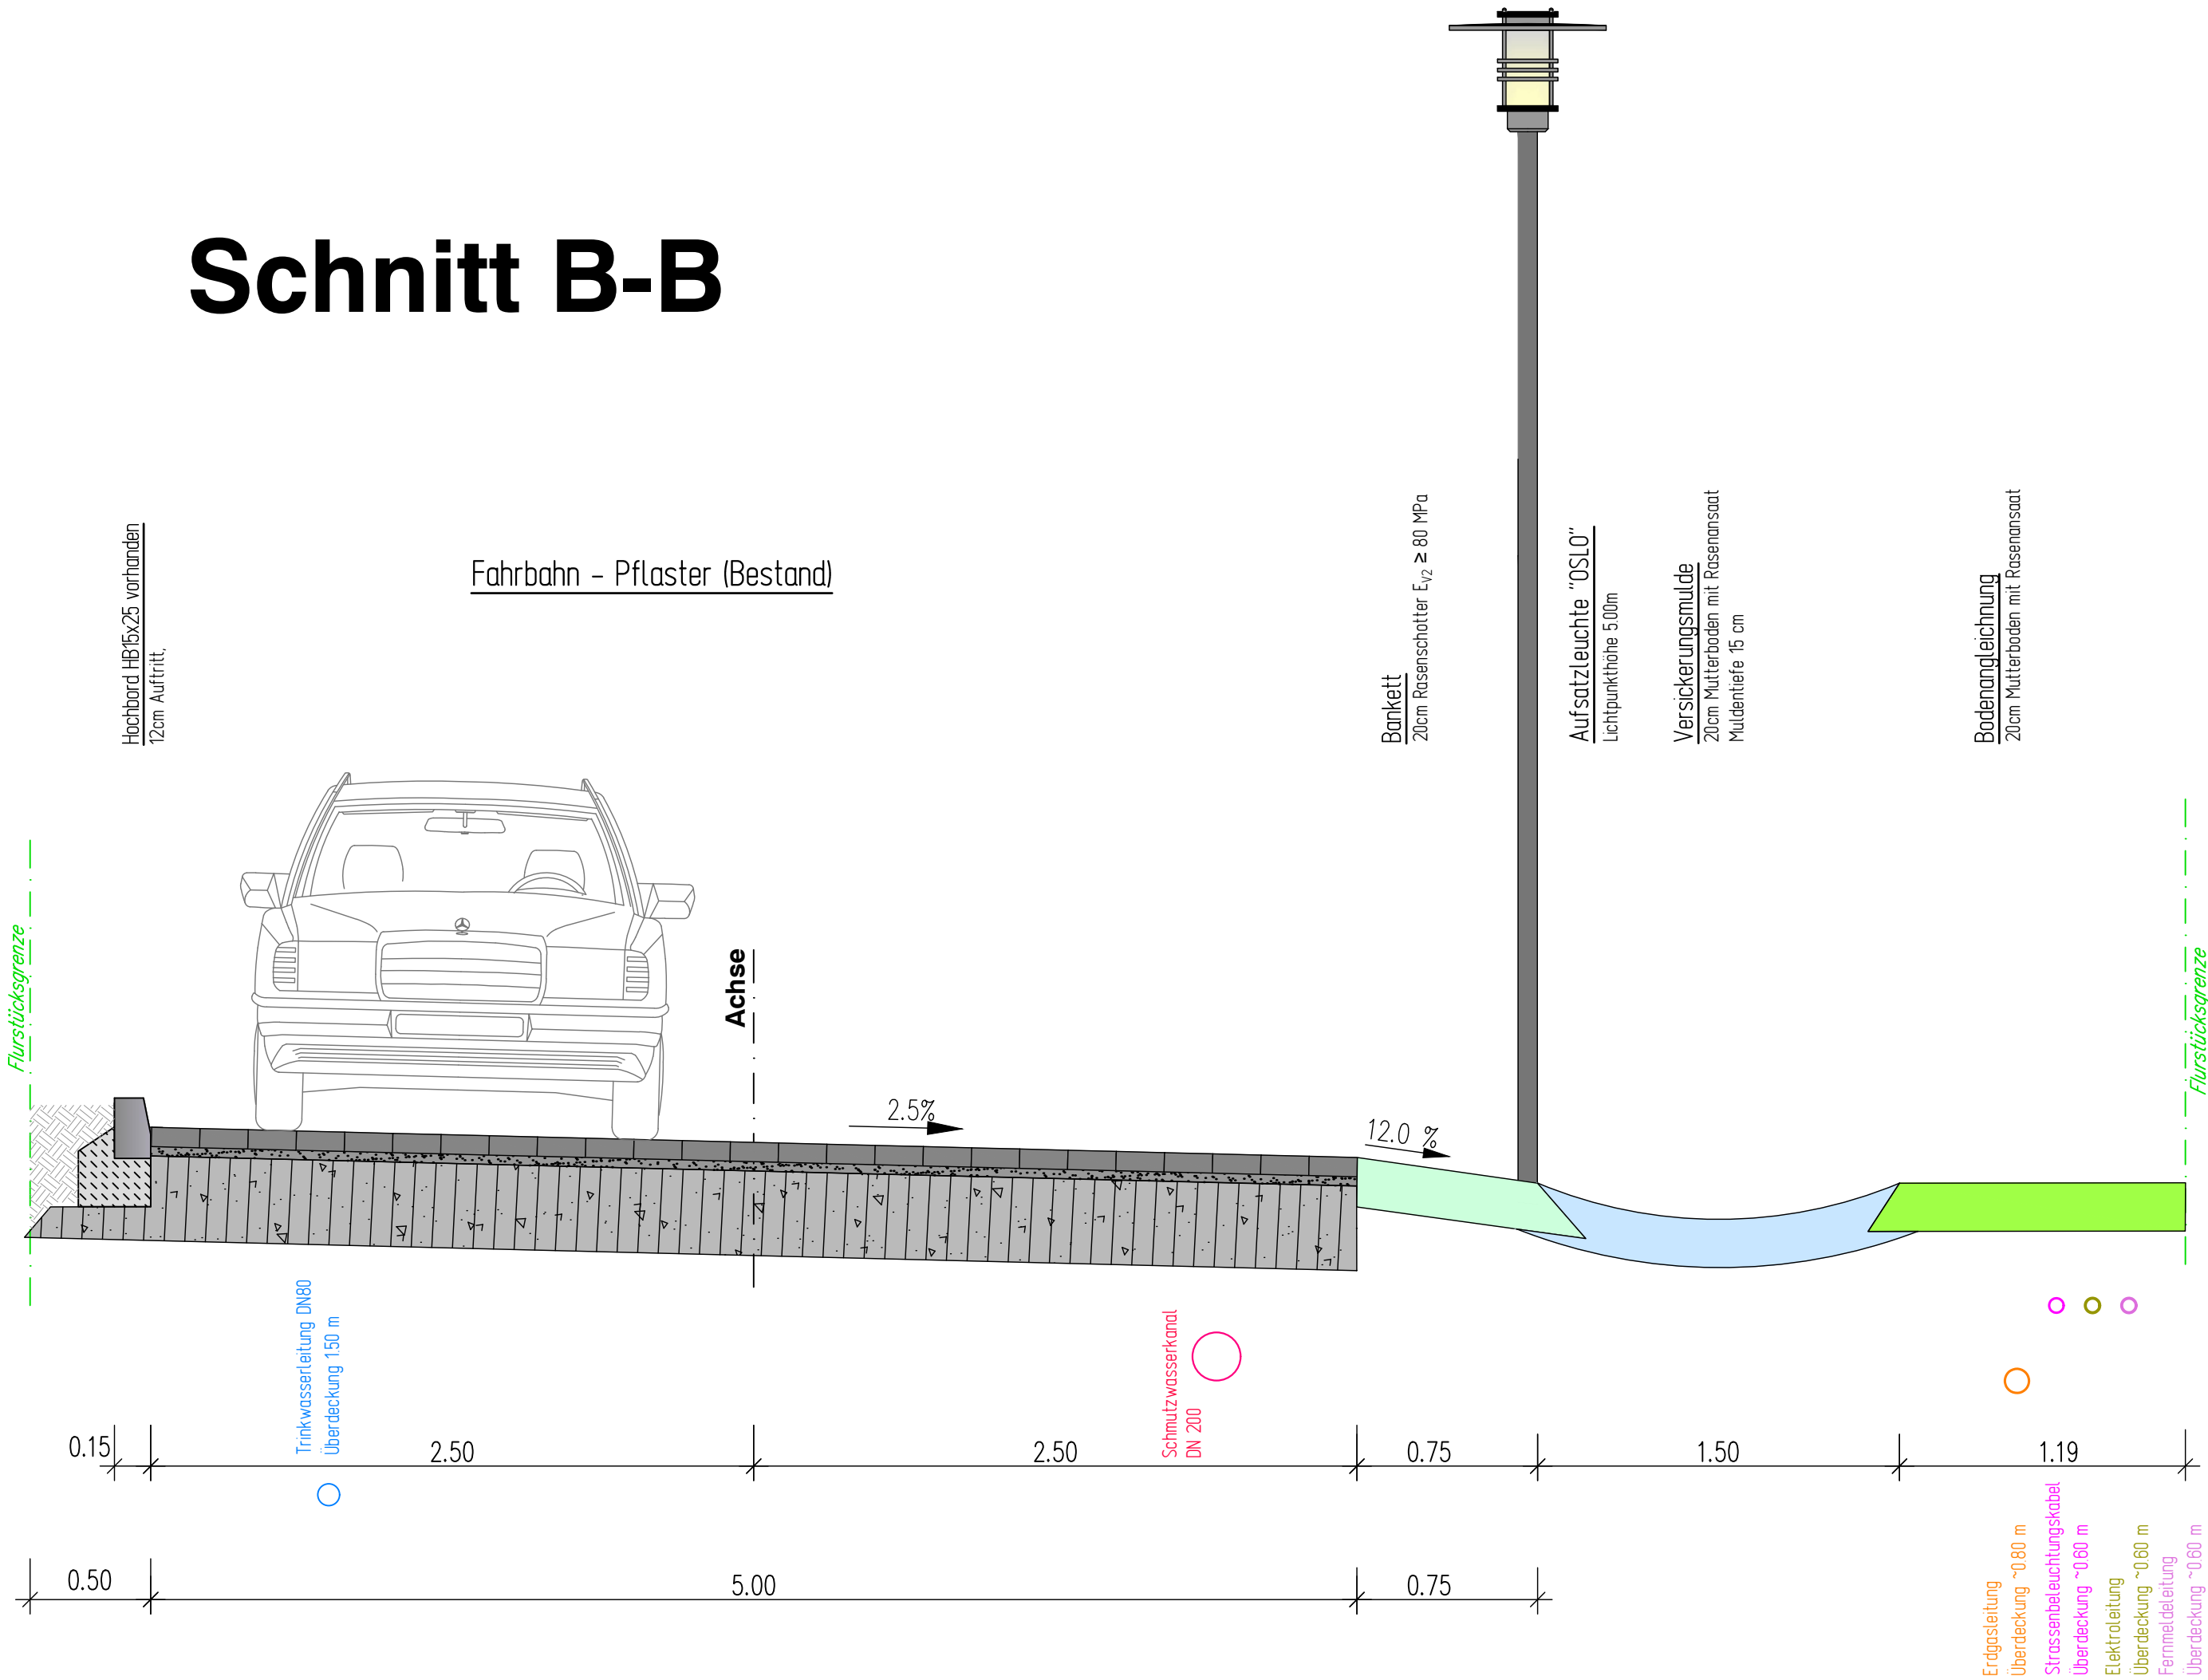 Schnitt B-B
Hochbord HB15x25 vorhanden
12cm Auftritt,
Fahrbahn - Pflaster (Bestand)
Bankett
20cm Rasenschotter EV2 ≥ 80 MPa
Aufsatzleuchte "OSLO"
Lichtpunkthöhe 5.00m
Versickerungsmulde
20cm Mutterboden mit Rasenansaat
Muldentiefe 15 cm
Bodenangleichnung
20cm Mutterboden mit Rasenansaat
Flurstücksgrenze
Achse
Flurstücksgrenze
2.5%
12.0 %
Trinkwasserleitung DN80
Überdeckung 1.50 m
Schmutzwasserkanal
DN 200
0.15
2.50
2.50
0.75
1.50
1.19
0.50
5.00
0.75
Erdgasleitung
Überdeckung ~0.80 m
Strassenbeleuchtungskabel
Überdeckung ~0.60 m
Elektroleitung
Überdeckung ~0.60 m
Fernmeldeleitung
Überdeckung ~0.60 m